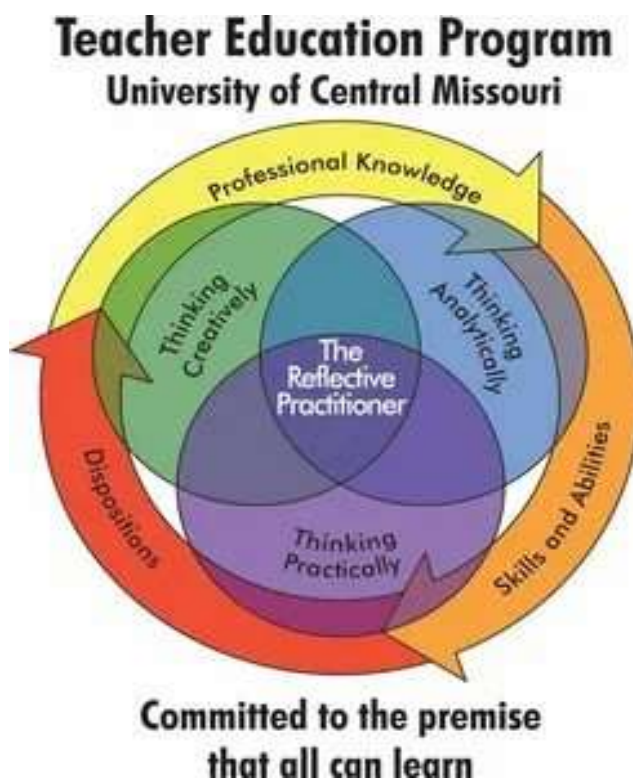 Teacher Education Program
University of Central Missouri
Professional Knowledge
Thinking
Creatively
Thinking
Analytically
The
Reflective
Practitioner
Dispositions
Skills and Abilities
Thinking
Practically
Committed to the premise
that all can learn